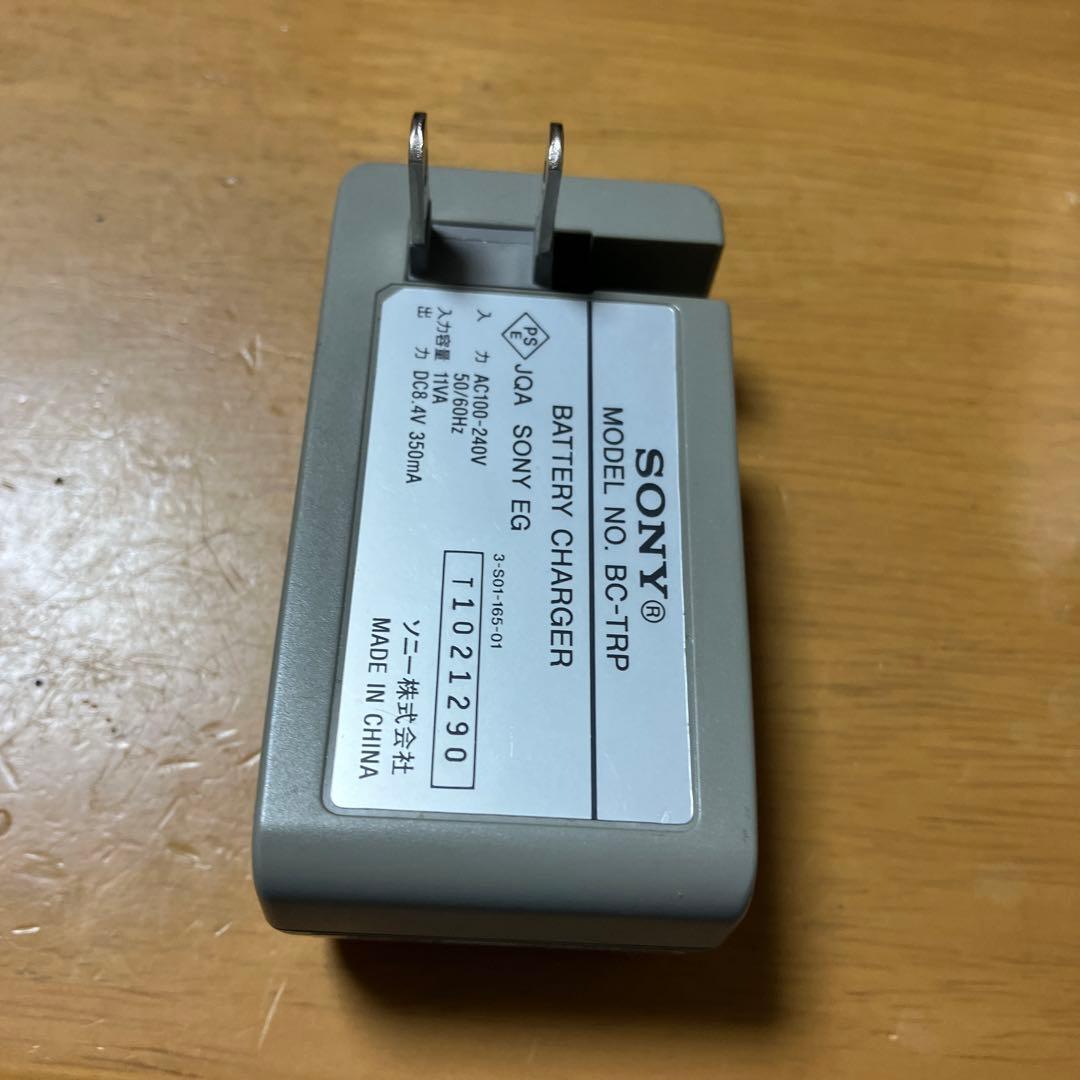 SONY®
MODEL NO. BC-TRP
BATTERY CHARGER
PS
E
JQA SONY EG
入力 AC100-240V
50/60Hz
入力容量 11VA
出力 DC8.4V 350mA
3-S01-165-01
T1021290
ソニー株式会社
MADE IN CHINA